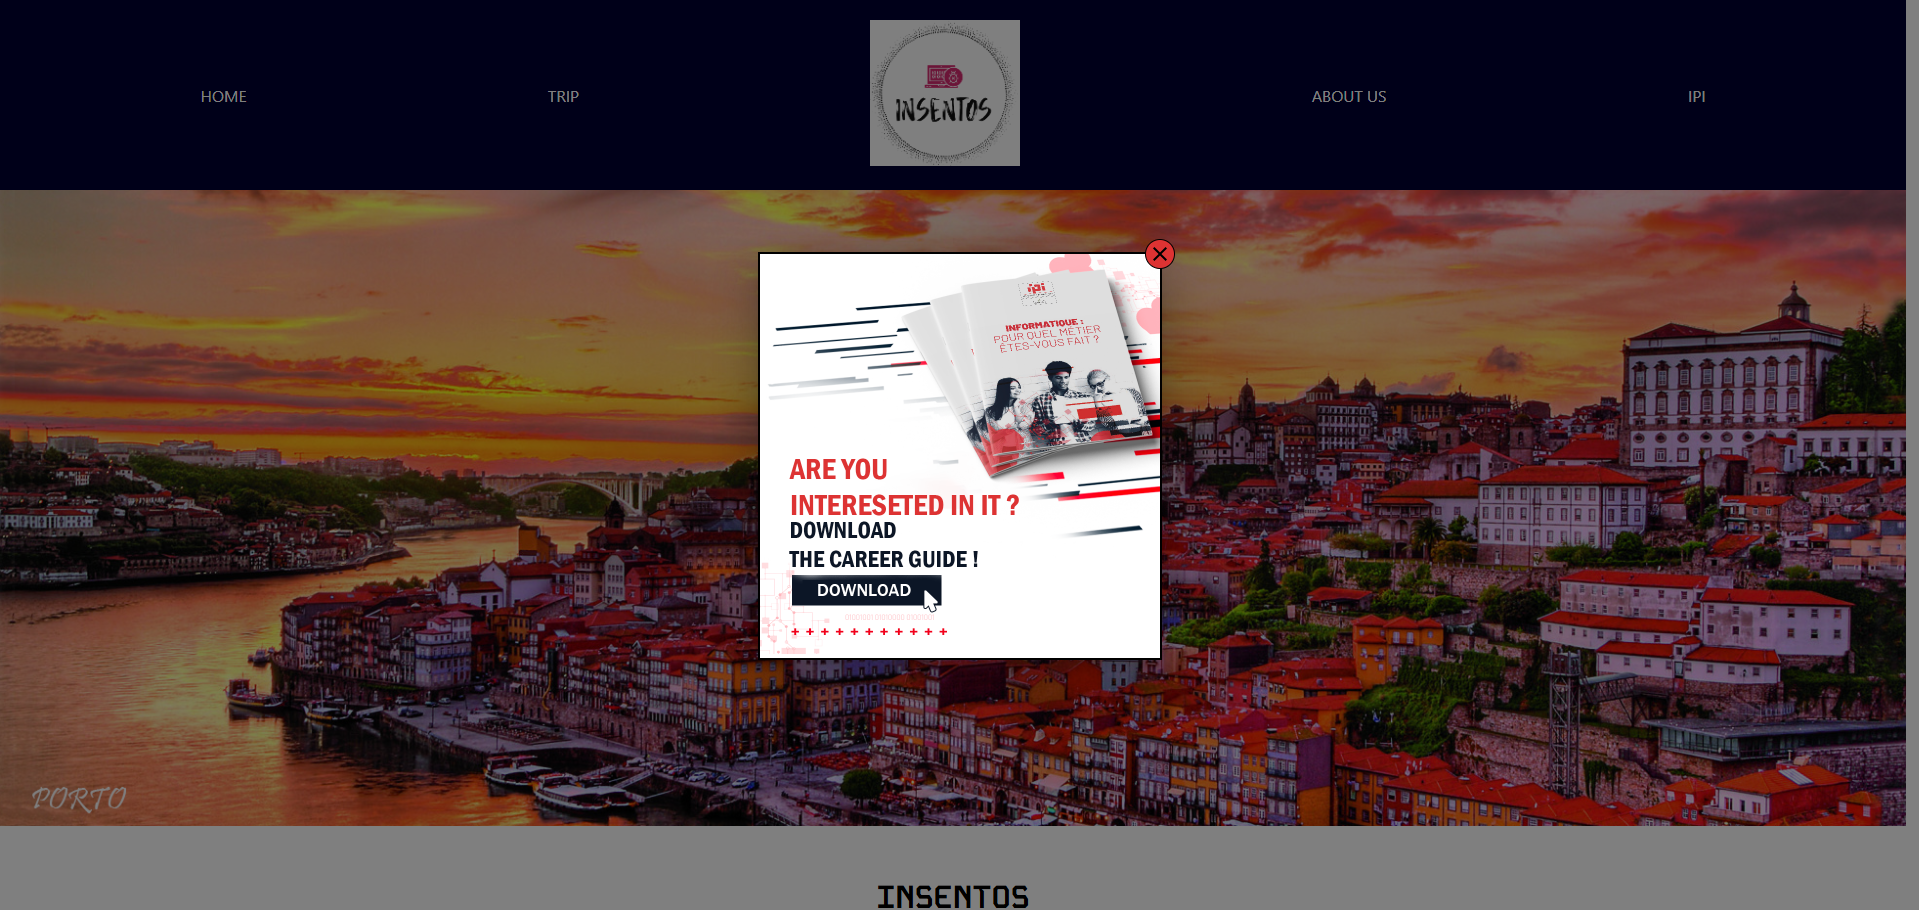 HOME
TRIP
INSENTOS
ABOUT US
IPI
ipi
INFORMATIQUE :
POUR QUEL MÉTIER
ÊTES-VOUS FAIT ?
ARE YOU
INTERESETED IN IT ?
DOWNLOAD
THE CAREER GUIDE !
DOWNLOAD
PORTO
INSENTOS